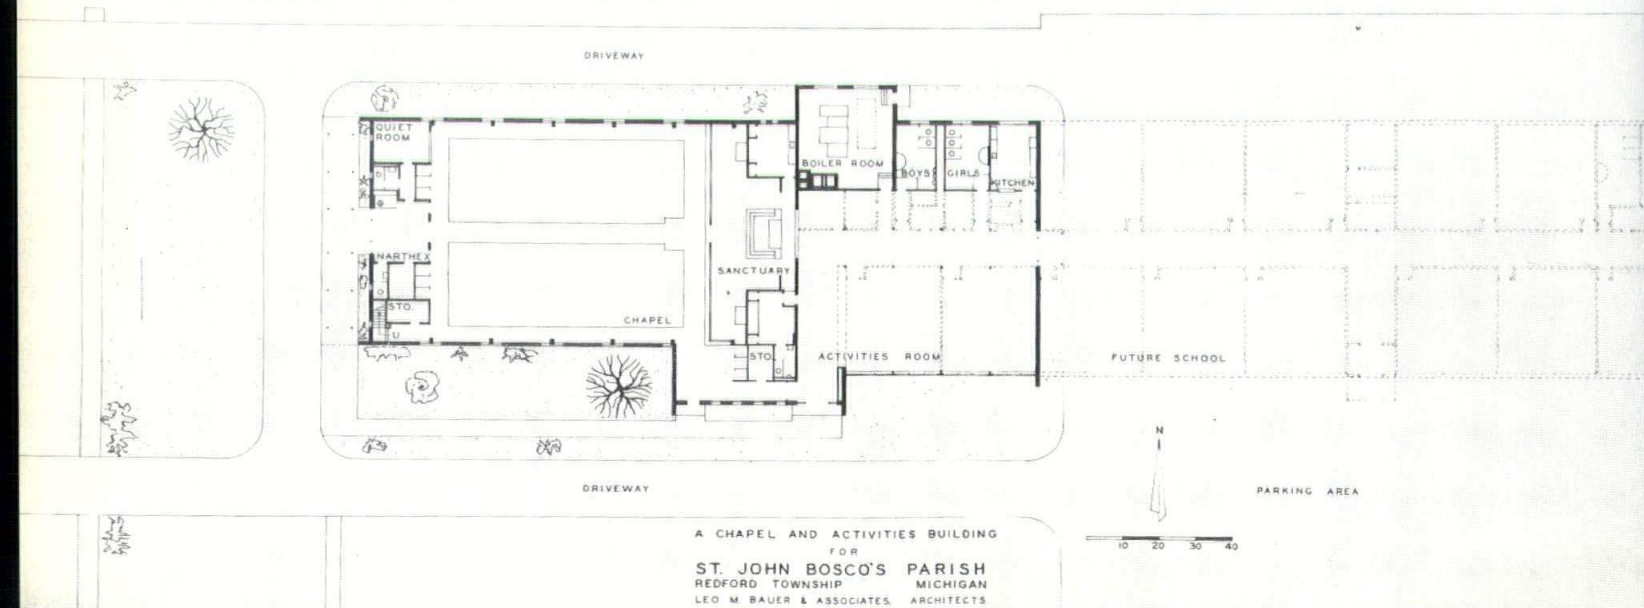 DRIVEWAY
QUIET
ROOM
BOILER ROOM
BOYS
GIRLS
KITCHEN
NARTHEX
SANCTUARY
STO.
U
CHAPEL
STO.
ACTIVITIES ROOM
FUTURE SCHOOL
N
DRIVEWAY
PARKING AREA
10 20 30 40
A CHAPEL AND ACTIVITIES BUILDING
FOR
ST. JOHN BOSCO'S PARISH
REDFORD TOWNSHIP MICHIGAN
LEO M. BAUER & ASSOCIATES, ARCHITECTS